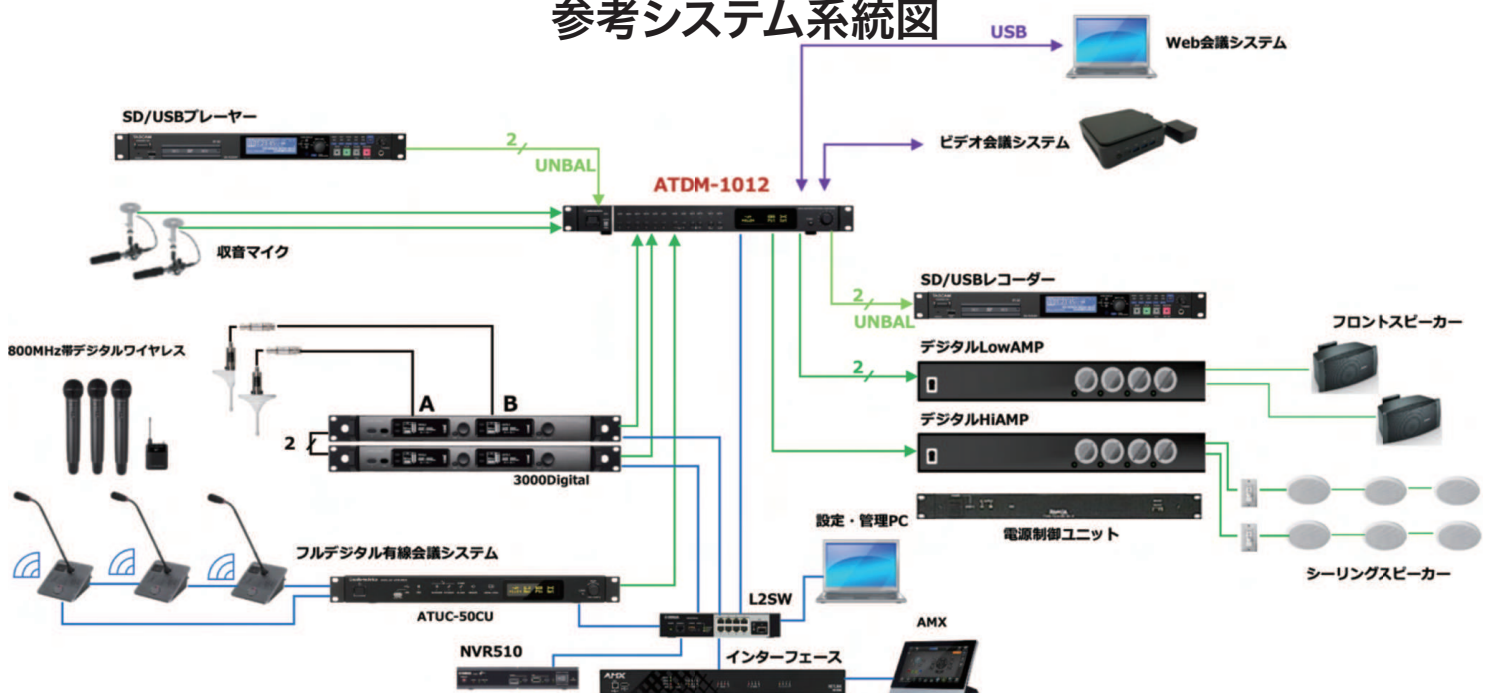 参考システム系統図
USB
Web会議システム
SD/USBプレーヤー
2
UNBAL
ビデオ会議システム
ATDM-1012
収音マイク
SD/USBレコーダー
2
UNBAL
フロントスピーカー
800MHz帯デジタルワイヤレス
デジタルLowAMP
2
A
B
デジタルHiAMP
2
3000Digital
設定・管理PC
電源制御ユニット
フルデジタル有線会議システム
シーリングスピーカー
ATUC-50CU
L2SW
AMX
NVR510
インターフェース
AMX